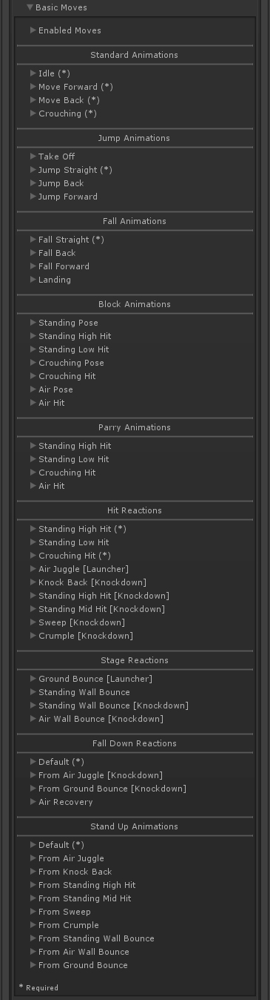 Basic Moves
Enabled Moves
Standard Animations
Idle (*)
Move Forward (*)
Move Back (*)
Crouching (*)
Jump Animations
Take Off
Jump Straight (*)
Jump Back
Jump Forward
Fall Animations
Fall Straight (*)
Fall Back
Fall Forward
Landing
Block Animations
Standing Pose
Standing High Hit
Standing Low Hit
Crouching Pose
Crouching Hit
Air Pose
Air Hit
Parry Animations
Standing High Hit
Standing Low Hit
Crouching Hit
Air Hit
Hit Reactions
Standing High Hit (*)
Standing Low Hit
Crouching Hit (*)
Air Juggle [Launcher]
Knock Back [Knockdown]
Standing High Hit [Knockdown]
Standing Mid Hit [Knockdown]
Sweep [Knockdown]
Crumple [Knockdown]
Stage Reactions
Ground Bounce [Launcher]
Standing Wall Bounce
Standing Wall Bounce [Knockdown]
Air Wall Bounce [Knockdown]
Fall Down Reactions
Default (*)
From Air Juggle [Knockdown]
From Ground Bounce [Knockdown]
Air Recovery
Stand Up Animations
Default (*)
From Air Juggle
From Knock Back
From Standing High Hit
From Standing Mid Hit
From Sweep
From Crumple
From Standing Wall Bounce
From Air Wall Bounce
From Ground Bounce
* Required